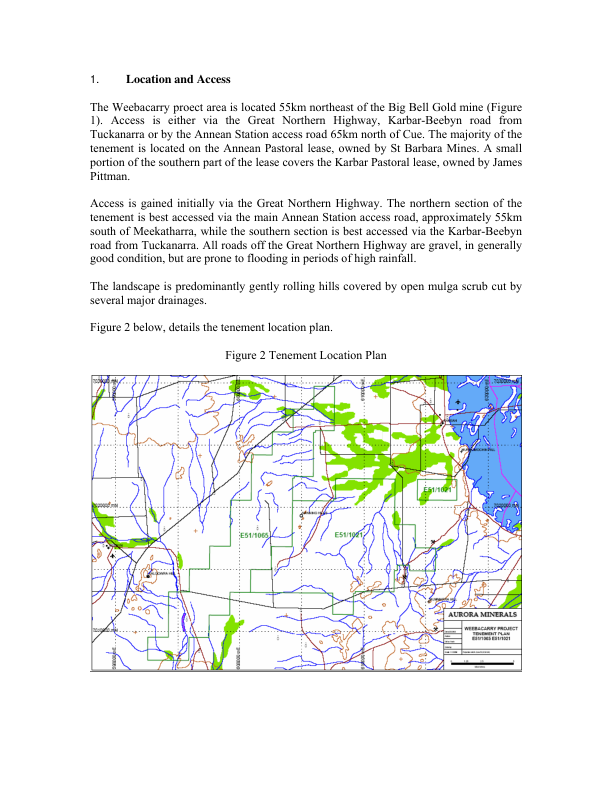 1. Location and Access
The Weebacarry proect area is located 55km northeast of the Big Bell Gold mine (Figure
1). Access is either via the Great Northern Highway, Karbar-Beebyn road from
Tuckanarra or by the Annean Station access road 65km north of Cue. The majority of the
tenement is located on the Annean Pastoral lease, owned by St Barbara Mines. A small
portion of the southern part of the lease covers the Karbar Pastoral lease, owned by James
Pittman.
Access is gained initially via the Great Northern Highway. The northern section of the
tenement is best accessed via the main Annean Station access road, approximately 55km
south of Meekatharra, while the southern section is best accessed via the Karbar-Beebyn
road from Tuckanarra. All roads off the Great Northern Highway are gravel, in generally
good condition, but are prone to flooding in periods of high rainfall.
The landscape is predominantly gently rolling hills covered by open mulga scrub cut by
several major drainages.
Figure 2 below, details the tenement location plan.
Figure 2 Tenement Location Plan
E51/1021
E51/1065
E51/1021
AURORA MINERALS
WEEBACARRY PROJECT
TENEMENT PLAN
E51/1065 E51/1021